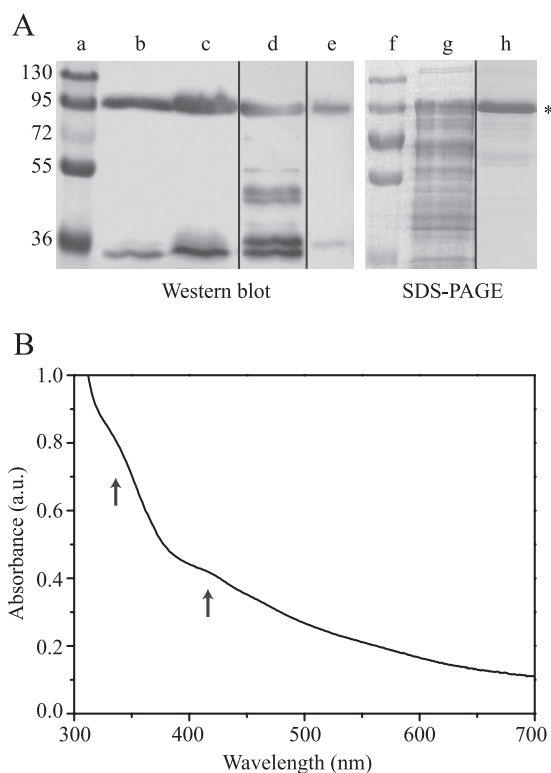 A
a b c d e f g h
130
95
72
55
36
*
Western blot SDS-PAGE
B
1.0
0.8
0.6
0.4
0.2
0.0
Absorbance (a.u.)
300 400 500 600 700
Wavelength (nm)